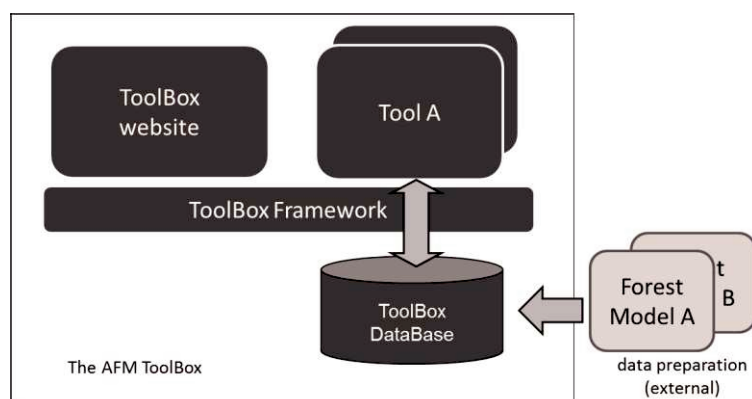 ToolBox
website
Tool A
ToolBox Framework
ToolBox
DataBase
Forest
Model A
t
B
The AFM ToolBox
data preparation
(external)